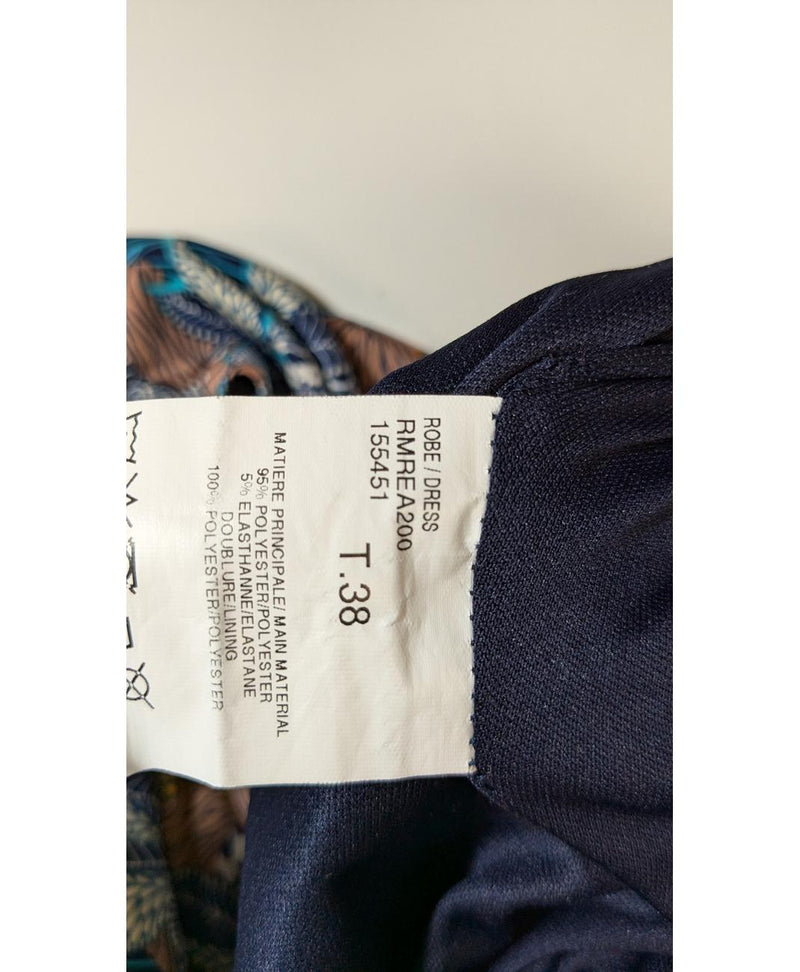 ROBE / DRESS
RMREA200
155451
T.38
MATIERE PRINCIPALE/ MAIN MATERIAL
95% POLYESTER/POLYESTER
5% ELASTHANNE/ELASTANE
DOUBLURE/LINING
100% POLYESTER/POLYESTER